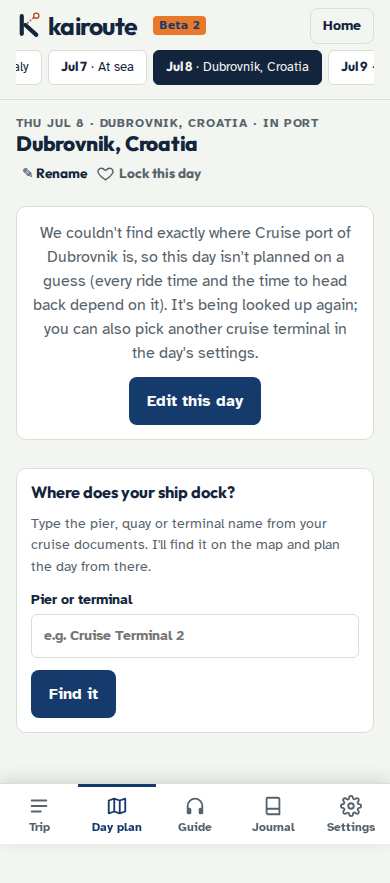 kairoute
Beta 2
Home
aly
Jul 7 · At sea
Jul 8 · Dubrovnik, Croatia
Jul 9 ·
THU JUL 8 · DUBROVNIK, CROATIA · IN PORT
Dubrovnik, Croatia
✎ Rename
Lock this day
We couldn't find exactly where Cruise port of
Dubrovnik is, so this day isn't planned on a
guess (every ride time and the time to head
back depend on it). It's being looked up again;
you can also pick another cruise terminal in
the day's settings.
Edit this day
Where does your ship dock?
Type the pier, quay or terminal name from your
cruise documents. I'll find it on the map and plan
the day from there.
Pier or terminal
e.g. Cruise Terminal 2
Find it
Trip
Day plan
Guide
Journal
Settings